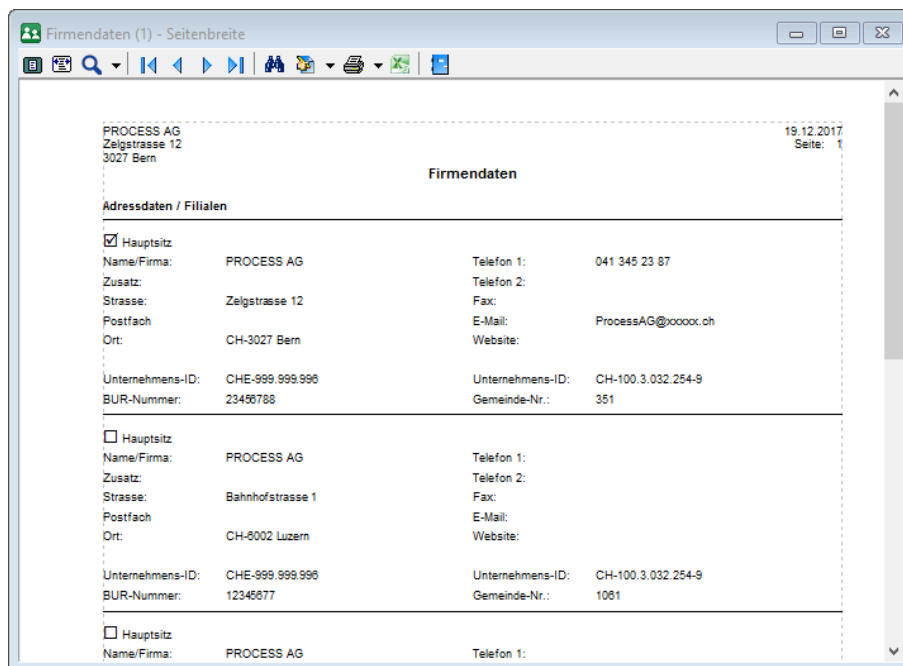 Firmendaten (1) - Seitenbreite
PROCESS AG 19.12.2017
Zelgstrasse 12 Seite: 1
3027 Bern
Firmendaten
Adressdaten / Filialen
Hauptsitz
Name/Firma: PROCESS AG Telefon 1: 041 345 23 87
Zusatz: Telefon 2:
Strasse: Zelgstrasse 12 Fax:
Postfach E-Mail: ProcessAG@xxxxx.ch
Ort: CH-3027 Bern Website:
Unternehmens-ID: CHE-999.999.996 Unternehmens-ID: CH-100.3.032.254-9
BUR-Nummer: 23456788 Gemeinde-Nr.: 351
Hauptsitz
Name/Firma: PROCESS AG Telefon 1:
Zusatz: Telefon 2:
Strasse: Bahnhofstrasse 1 Fax:
Postfach E-Mail:
Ort: CH-6002 Luzern Website:
Unternehmens-ID: CHE-999.999.996 Unternehmens-ID: CH-100.3.032.254-9
BUR-Nummer: 12345677 Gemeinde-Nr.: 1061
Hauptsitz
Name/Firma: PROCESS AG Telefon 1: